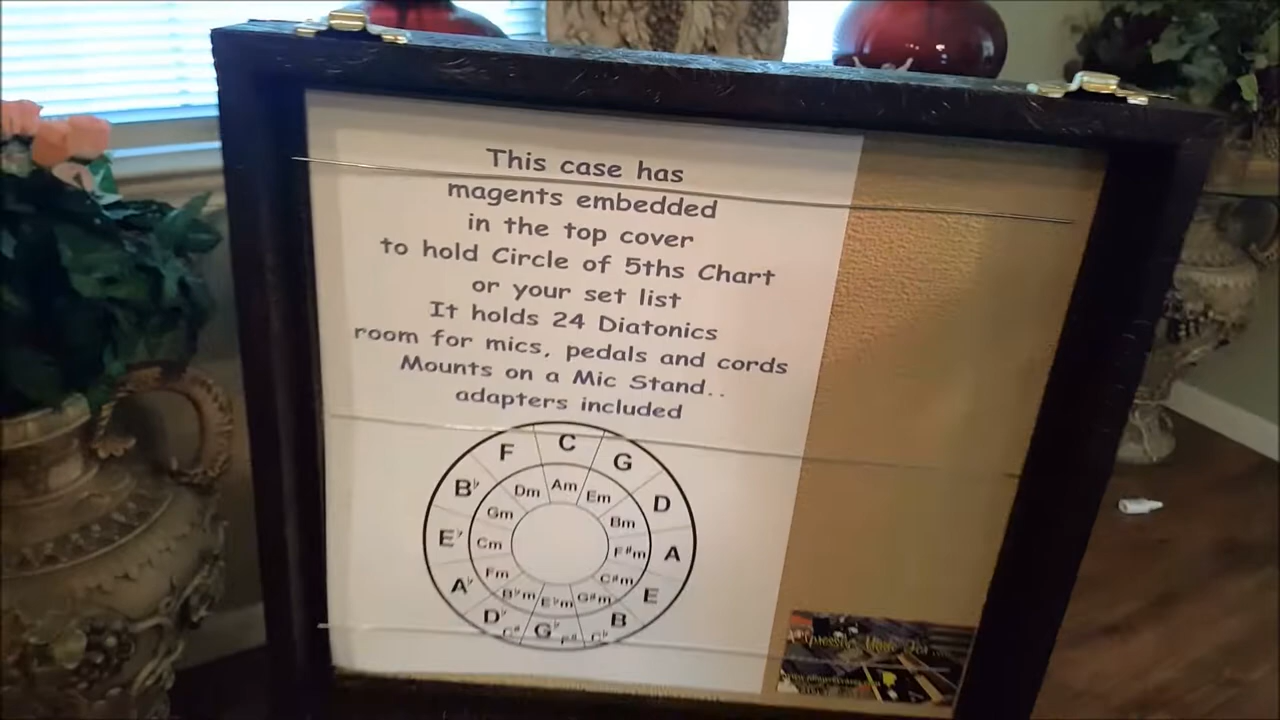 This case has
magents embedded
in the top cover
to hold Circle of 5ths Chart
or your set list
It holds 24 Diatonics
room for mics, pedals and cords
Mounts on a Mic Stand..
adapters included
C
G
D
A
E
B
C♭
G♭
F#
D♭
C#
A♭
E♭
B♭
F
Am
Em
Bm
F#m
C#m
G#m
E♭m
B♭m
Fm
Cm
Gm
Dm